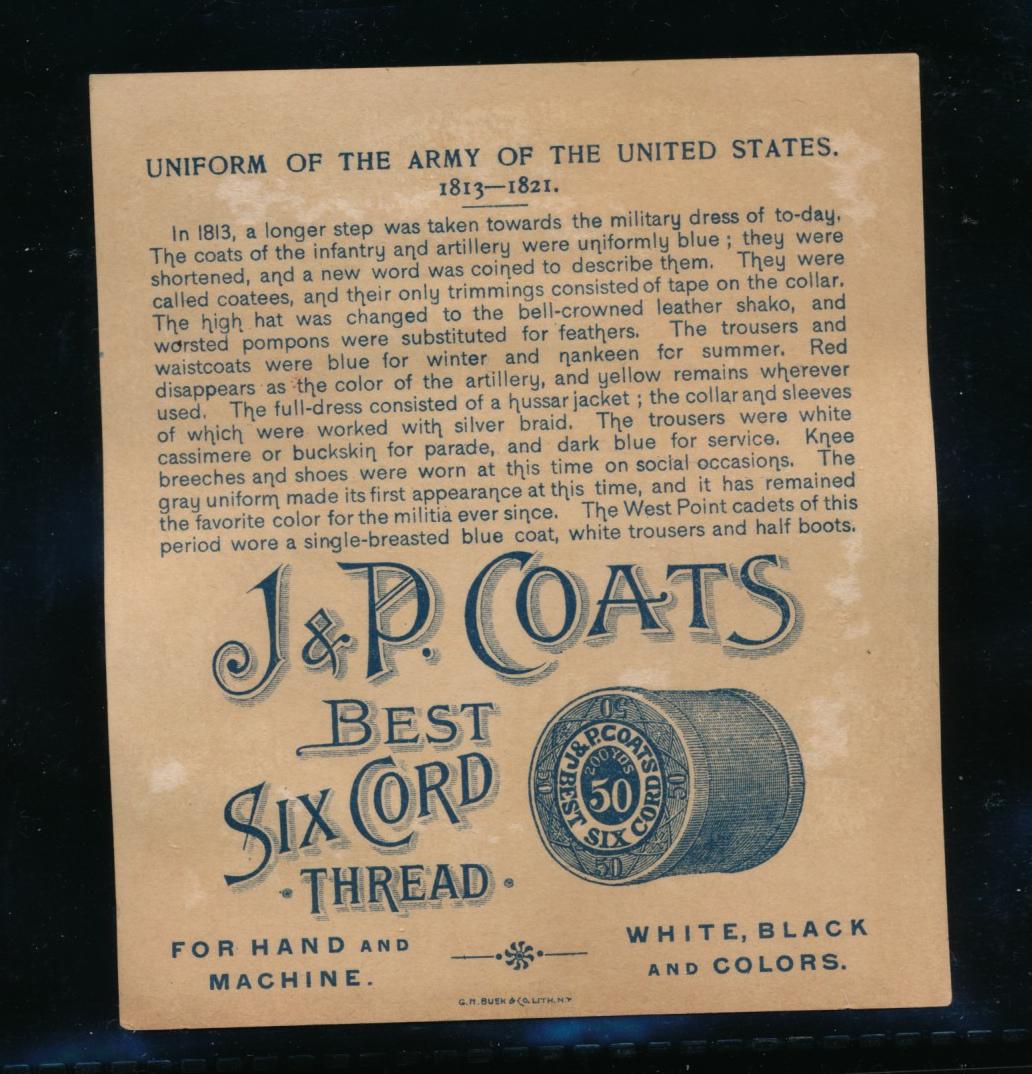 UNIFORM OF THE ARMY OF THE UNITED STATES.
1813—1821.
In 1813, a longer step was taken towards the military dress of to-day.
The coats of the infantry and artillery were uniformly blue ; they were
shortened, and a new word was coined to describe them. They were
called coatees, and their only trimmings consisted of tape on the collar.
The high hat was changed to the bell-crowned leather shako, and
worsted pompons were substituted for feathers. The trousers and
waistcoats were blue for winter and nankeen for summer. Red
disappears as the color of the artillery, and yellow remains wherever
used. The full-dress consisted of a hussar jacket ; the collar and sleeves
of which were worked with silver braid. The trousers were white
cassimere or buckskin for parade, and dark blue for service. Knee
breeches and shoes were worn at this time on social occasions. The
gray uniform made its first appearance at this time, and it has remained
the favorite color for the militia ever since. The West Point cadets of this
period wore a single-breasted blue coat, white trousers and half boots.
J & P. COATS
BEST
SIX CORD
THREAD
50
J & P. COATS
200 YDS
50
BEST SIX CORD
50
50
50
FOR HAND AND
MACHINE.
WHITE, BLACK
AND COLORS.
G. H. BUEK & CO. LITH. N.Y